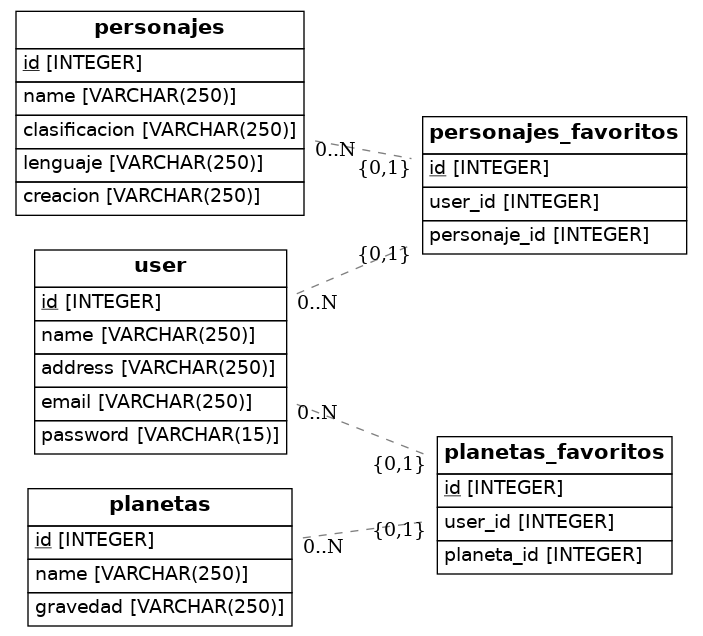 personajes
id [INTEGER]
name [VARCHAR(250)]
clasificacion [VARCHAR(250)]
lenguaje [VARCHAR(250)]
creacion [VARCHAR(250)]
0..N
{0,1}
personajes_favoritos
id [INTEGER]
user_id [INTEGER]
personaje_id [INTEGER]
{0,1}
0..N
user
id [INTEGER]
name [VARCHAR(250)]
address [VARCHAR(250)]
email [VARCHAR(250)]
password [VARCHAR(15)]
0..N
{0,1}
planetas_favoritos
id [INTEGER]
user_id [INTEGER]
planeta_id [INTEGER]
{0,1}
0..N
planetas
id [INTEGER]
name [VARCHAR(250)]
gravedad [VARCHAR(250)]